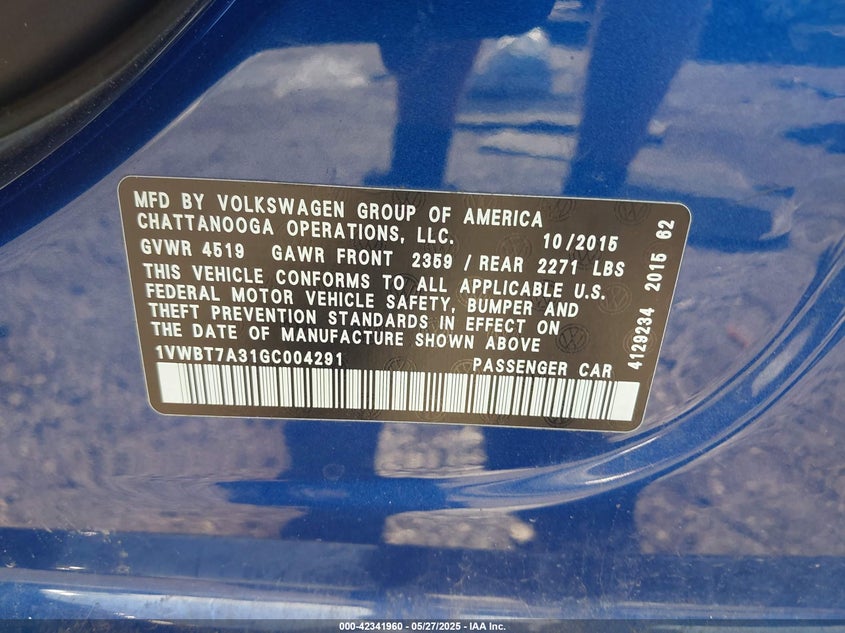 MFD BY VOLKSWAGEN GROUP OF AMERICA
CHATTANOOGA OPERATIONS, LLC. 10/2015
GVWR 4519 GAWR FRONT 2359 / REAR 2271 LBS
THIS VEHICLE CONFORMS TO ALL APPLICABLE U.S.
FEDERAL MOTOR VEHICLE SAFETY, BUMPER AND
THEFT PREVENTION STANDARDS IN EFFECT ON
THE DATE OF MANUFACTURE SHOWN ABOVE
1VWBT7A31GC004291 PASSENGER CAR
4129234 2015 62
000-42341960 - 05/27/2025 - IAA Inc.